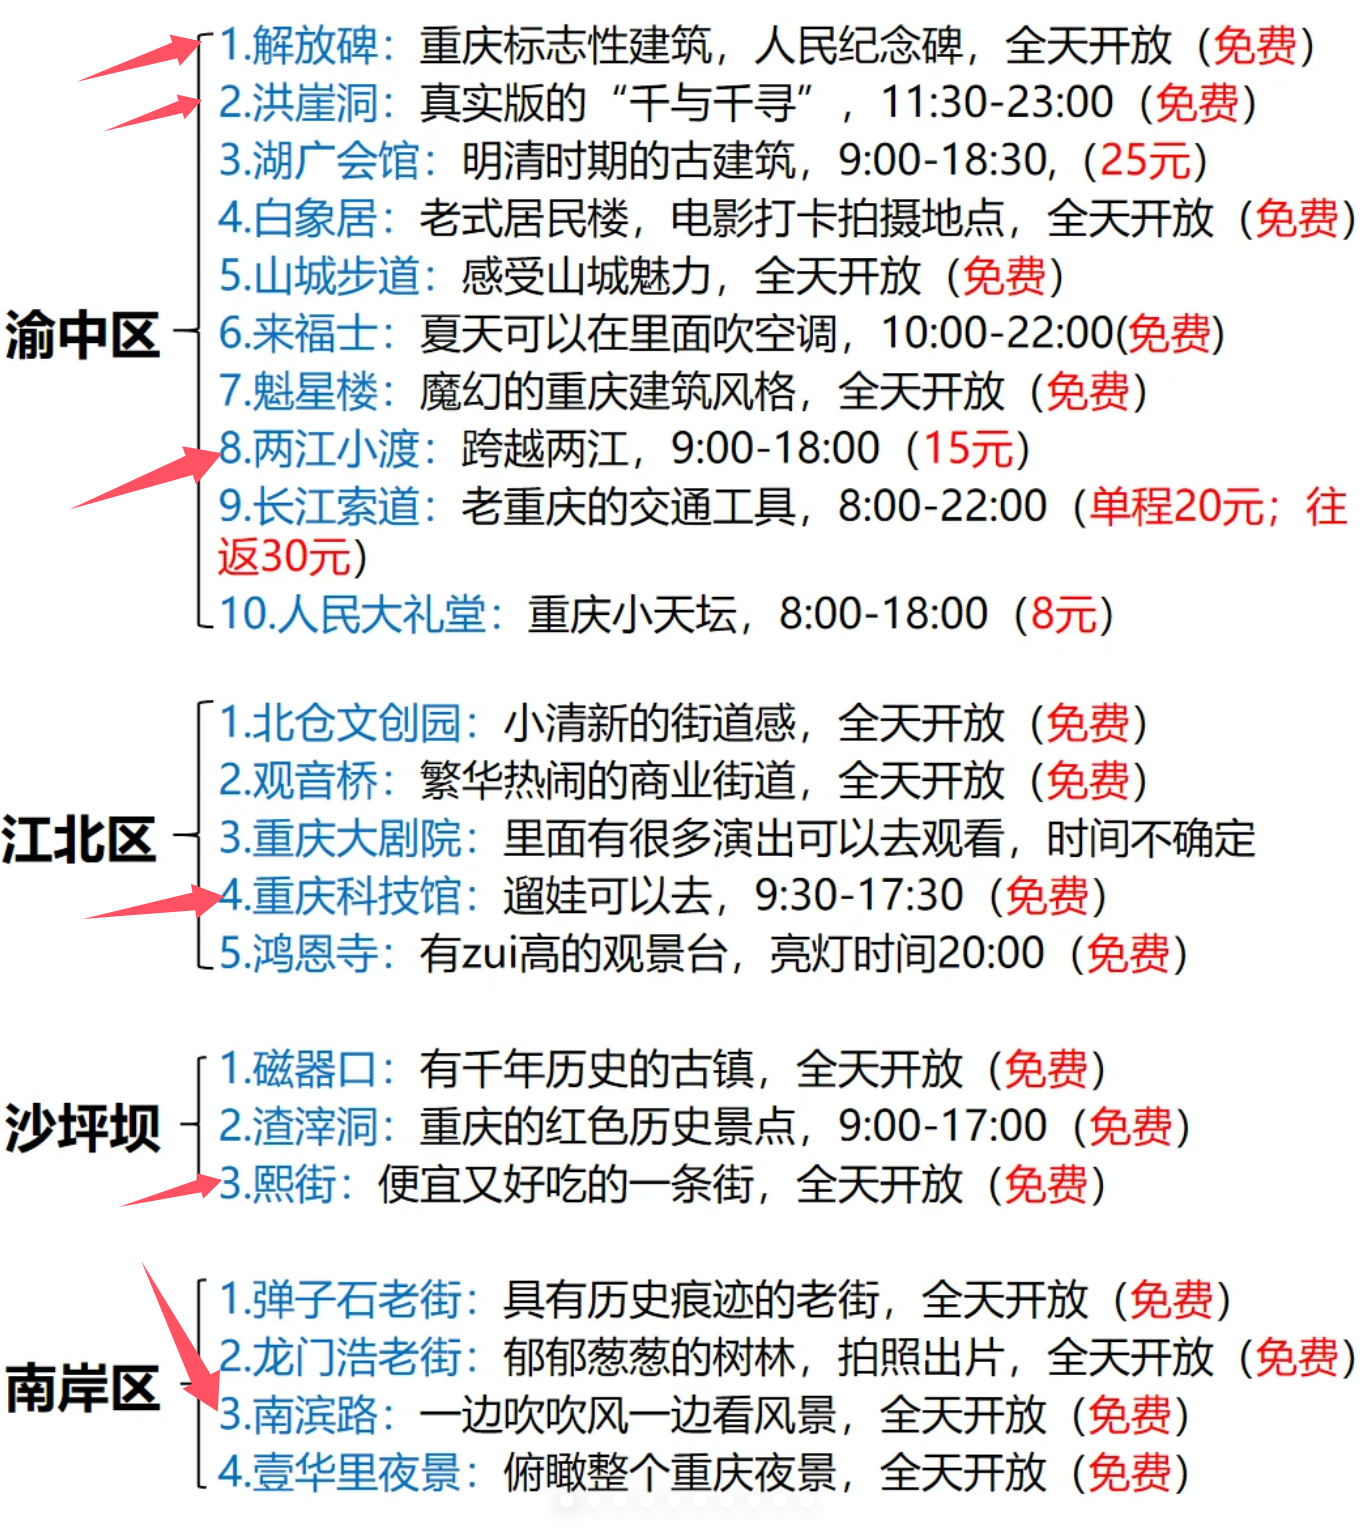 渝中区
1.解放碑：重庆标志性建筑，人民纪念碑，全天开放（免费）
2.洪崖洞：真实版的“千与千寻”，11:30-23:00（免费）
3.湖广会馆：明清时期的古建筑，9:00-18:30,（25元）
4.白象居：老式居民楼，电影打卡拍摄地点，全天开放（免费）
5.山城步道：感受山城魅力，全天开放（免费）
6.来福士：夏天可以在里面吹空调，10:00-22:00(免费)
7.魁星楼：魔幻的重庆建筑风格，全天开放（免费）
8.两江小渡：跨越两江，9:00-18:00（15元）
9.长江索道：老重庆的交通工具，8:00-22:00（单程20元；往
返30元）
10.人民大礼堂：重庆小天坛，8:00-18:00（8元）
江北区
1.北仓文创园：小清新的街道感，全天开放（免费）
2.观音桥：繁华热闹的商业街道，全天开放（免费）
3.重庆大剧院：里面有很多演出可以去观看，时间不确定
4.重庆科技馆：遛娃可以去，9:30-17:30（免费）
5.鸿恩寺：有zui高的观景台，亮灯时间20:00（免费）
沙坪坝
1.磁器口：有千年历史的古镇，全天开放（免费）
2.渣滓洞：重庆的红色历史景点，9:00-17:00（免费）
3.熙街：便宜又好吃的一条街，全天开放（免费）
南岸区
1.弹子石老街：具有历史痕迹的老街，全天开放（免费）
2.龙门浩老街：郁郁葱葱的树林，拍照出片，全天开放（免费）
3.南滨路：一边吹吹风一边看风景，全天开放（免费）
4.壹华里夜景：俯瞰整个重庆夜景，全天开放（免费）